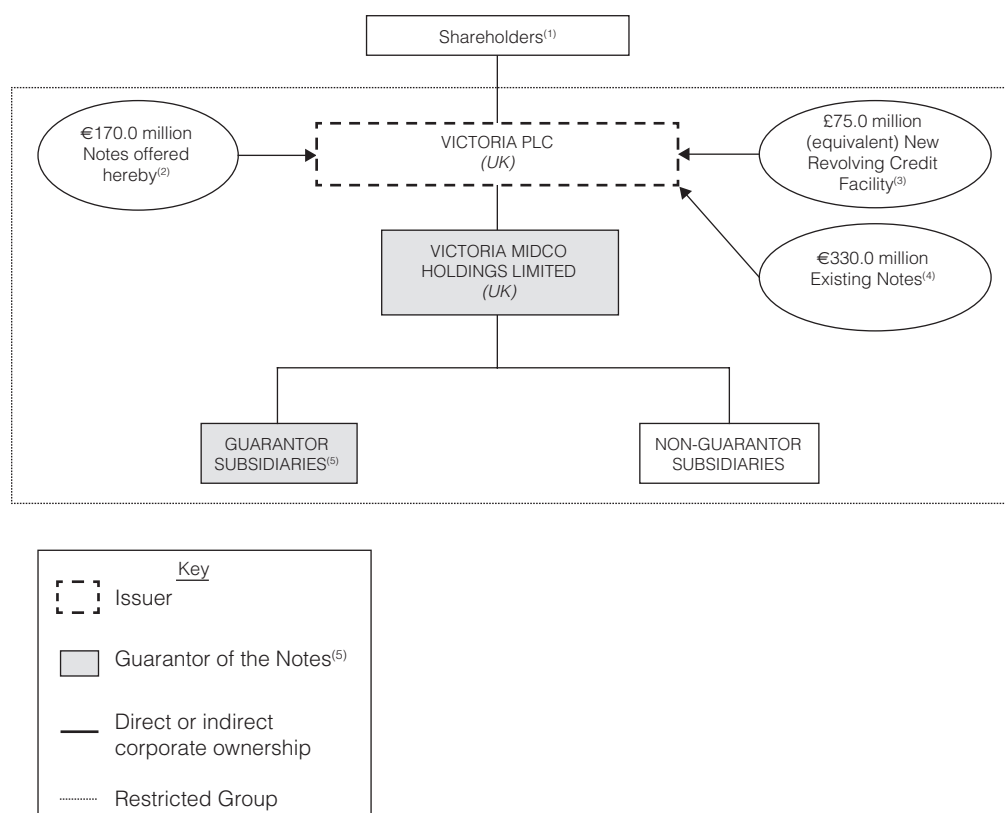 Shareholders(1)
€170.0 million
Notes offered
hereby(2)
VICTORIA PLC
(UK)
£75.0 million
(equivalent) New
Revolving Credit
Facility(3)
VICTORIA MIDCO
HOLDINGS LIMITED
(UK)
€330.0 million
Existing Notes(4)
GUARANTOR
SUBSIDIARIES(5)
NON-GUARANTOR
SUBSIDIARIES
Key
Issuer
Guarantor of the Notes(5)
Direct or indirect
corporate ownership
Restricted Group